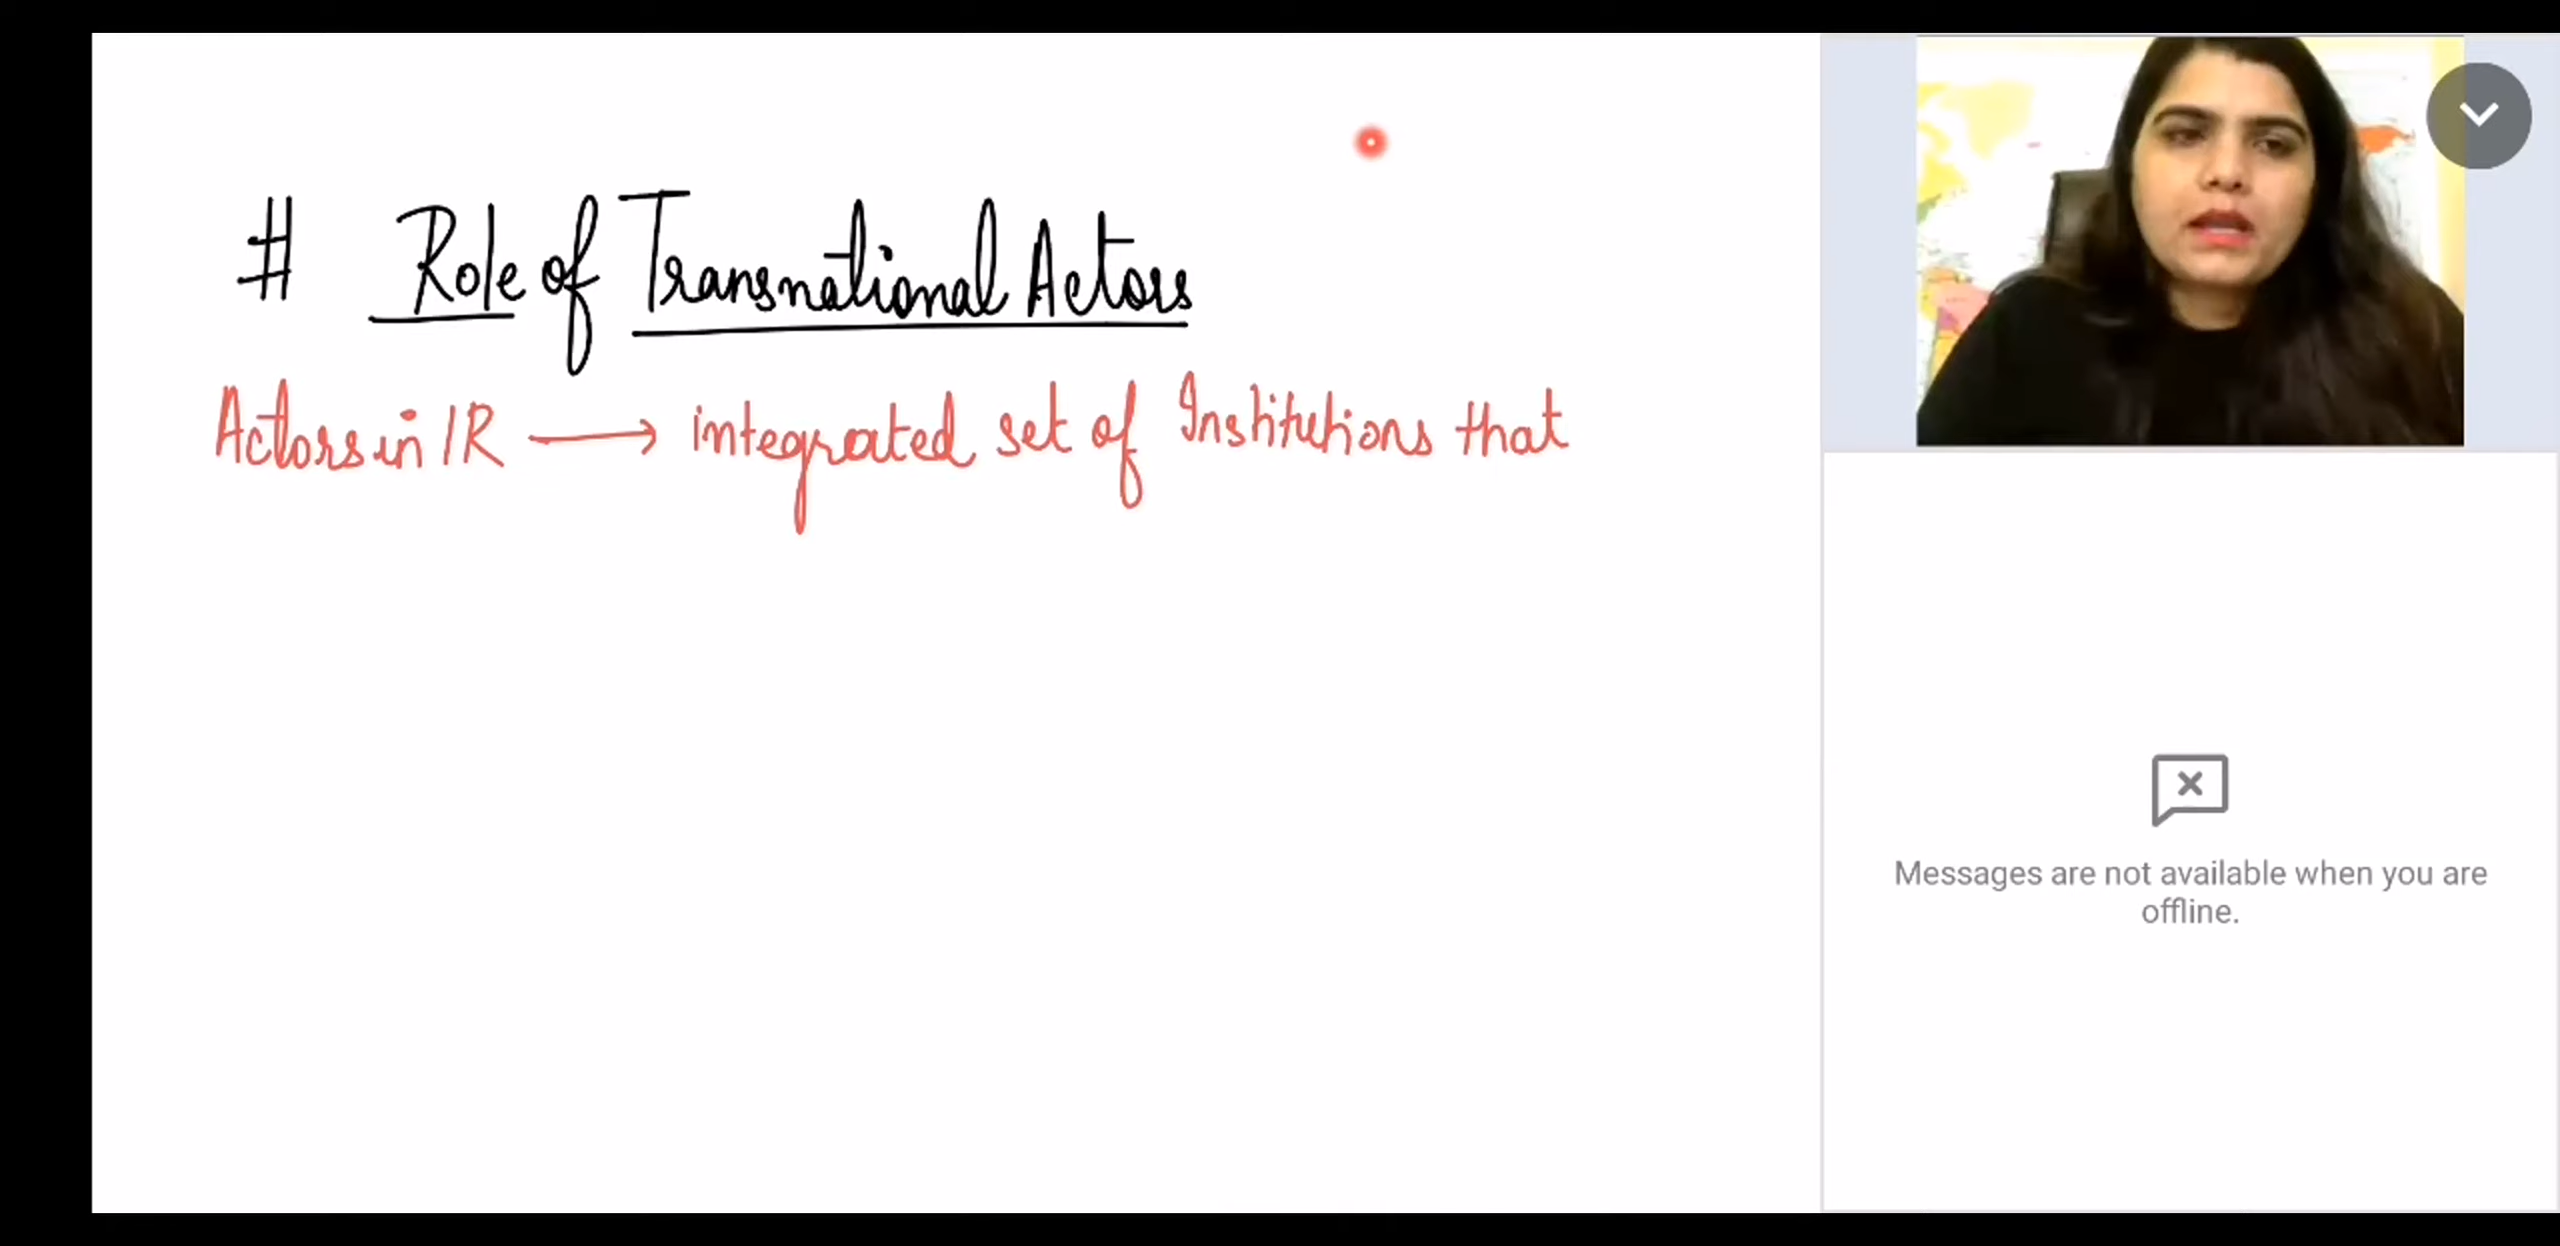 # Role of Transnational Actors
Actors in IR → integrated set of Institutions that
Messages are not available when you are
offline.